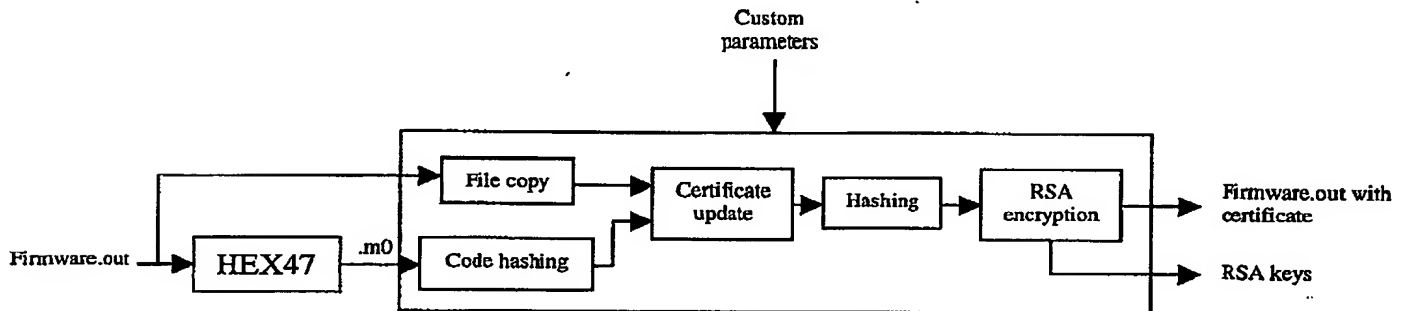 Custom
parameters
File copy
Certificate
update
Hashing
RSA
encryption
Firmware.out with
certificate
Firmware.out
HEX47
.m0
Code hashing
RSA keys